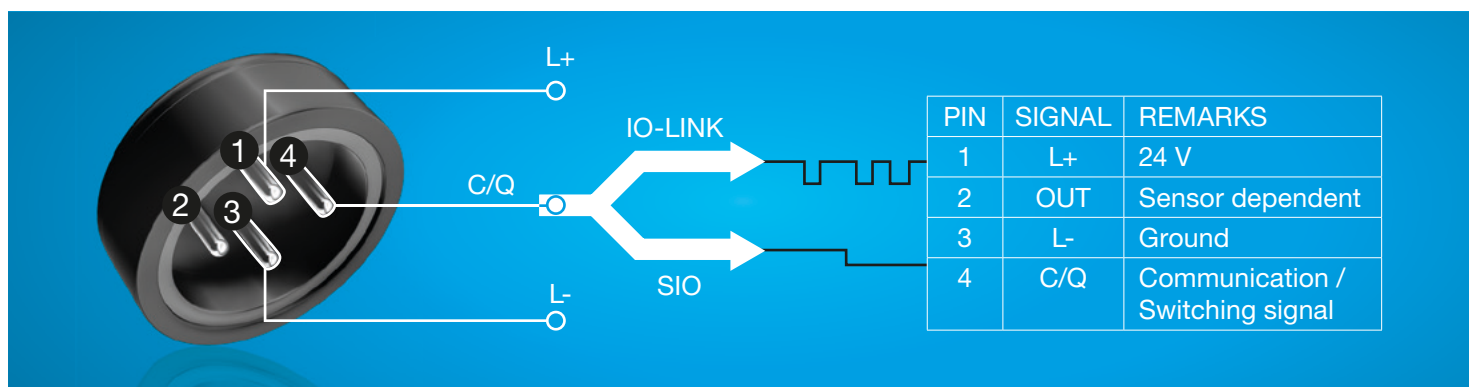 L+
1
4
2
3
C/Q
IO-LINK
SIO
L-
PIN SIGNAL REMARKS
1 L+ 24 V
2 OUT Sensor dependent
3 L- Ground
4 C/Q Communication /
Switching signal